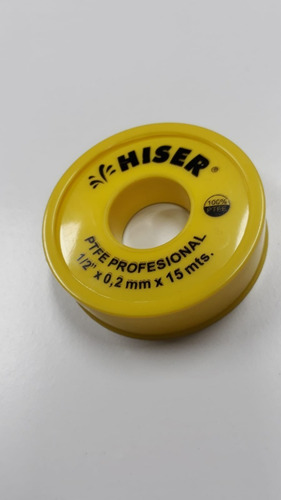 HISER®
100%
PTFE
PTFE PROFESIONAL
1/2" x 0,2 mm x 15 mts.